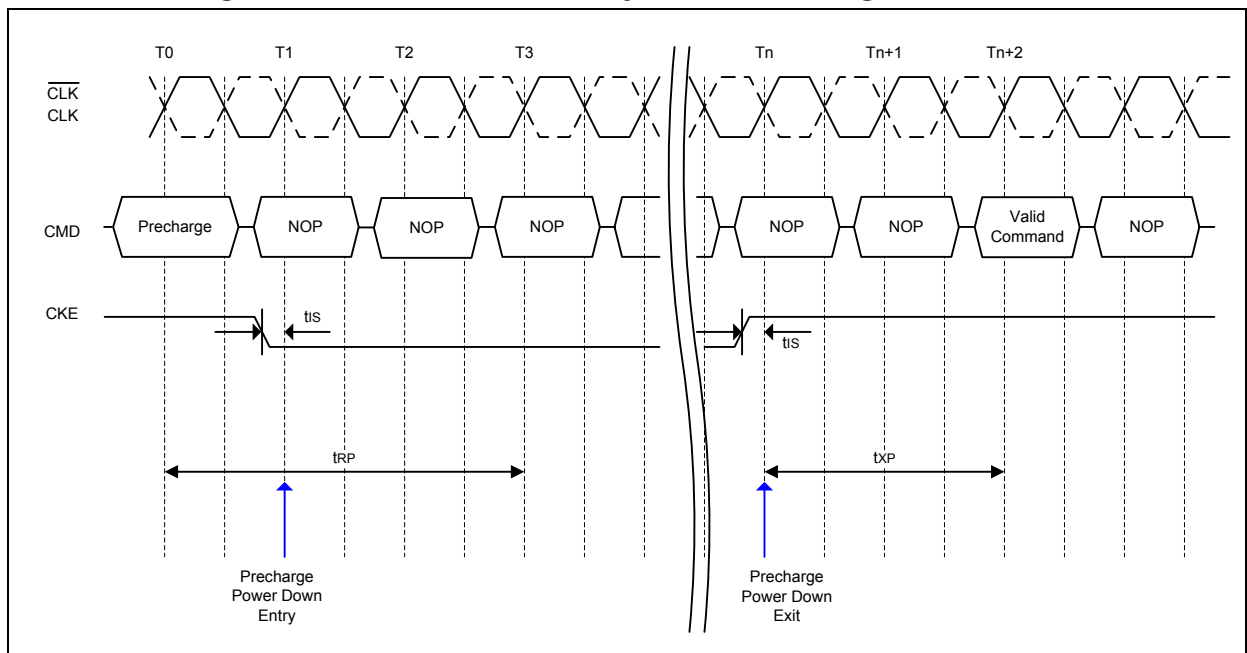 T0 T1 T2 T3 Tn Tn+1 Tn+2
CLK
CLK
CMD Precharge NOP NOP NOP NOP NOP Valid Command NOP
CKE
tIS
tIS
tRP
tXP
Precharge
Power Down
Entry
Precharge
Power Down
Exit